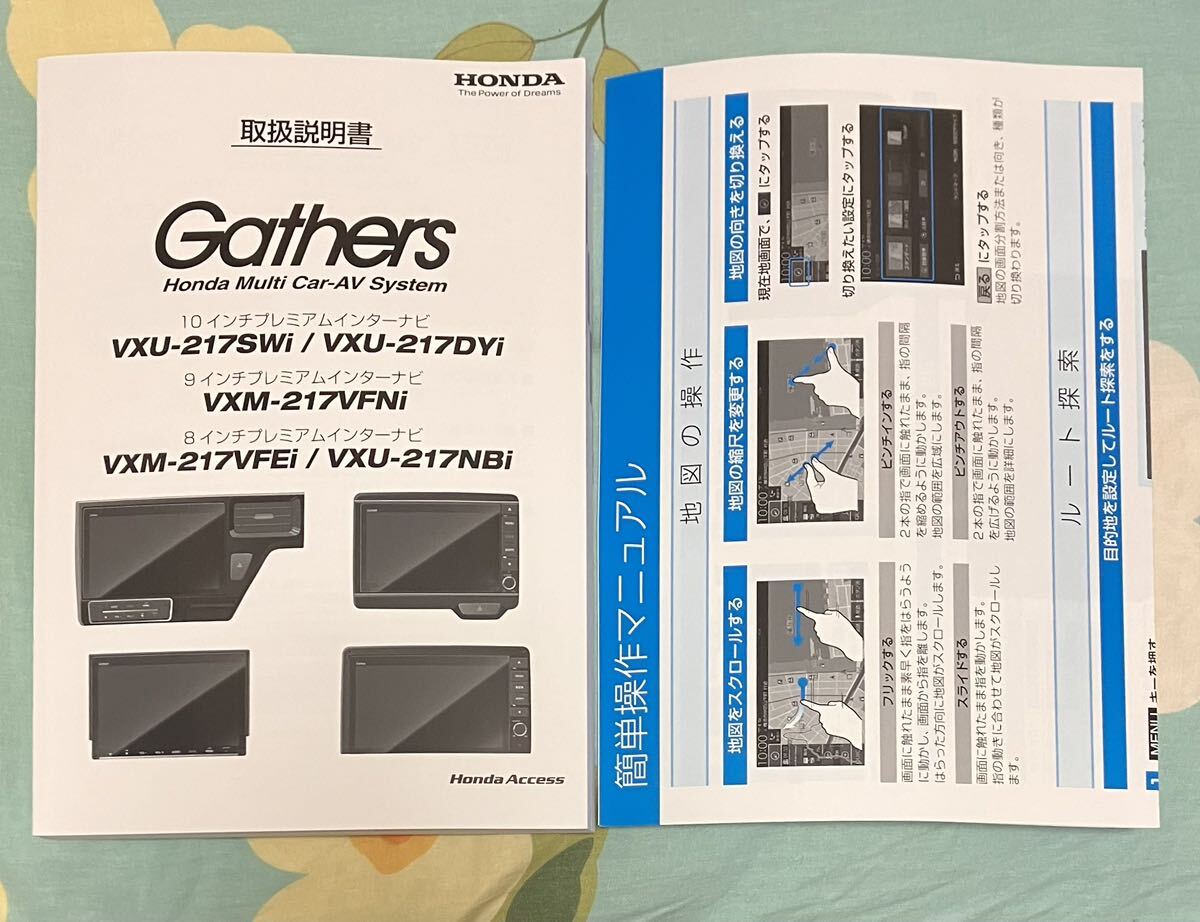 HONDA
The Power of Dreams
取扱説明書
Gathers
Honda Multi Car-AV System
10インチプレミアムインターナビ
VXU-217SWi / VXU-217DYi
9インチプレミアムインターナビ
VXM-217VFNi
8インチプレミアムインターナビ
VXM-217VFEi / VXU-217NBi
Honda Access
簡単操作マニュアル
地図の操作
地図をスクロールする
10:00
フリックする
画面に触れたまま素早く指をはらうよう
に動かし、画面から指を離します。
はらった方向に地図がスクロールします。
スライドする
画面に触れたまま指を動かします。
指の動きに合わせて地図がスクロールし
ます。
地図の縮尺を変更する
10:00
ピンチインする
2本の指で画面に触れたまま、指の間隔
を縮めるように動かします。
地図の範囲を広域にします。
ピンチアウトする
2本の指で画面に触れたまま、指の間隔
を広げるように動かします。
地図の範囲を詳細にします。
地図の向きを切り換える
現在地画面で、 にタップする
10:00
切り換えたい設定にタップする
10:00
戻る にタップする
地図の画面分割方法または向き、種類が
切り換わります。
ルート探索
目的地を設定してルート探索をする
1 MENU キーを押す